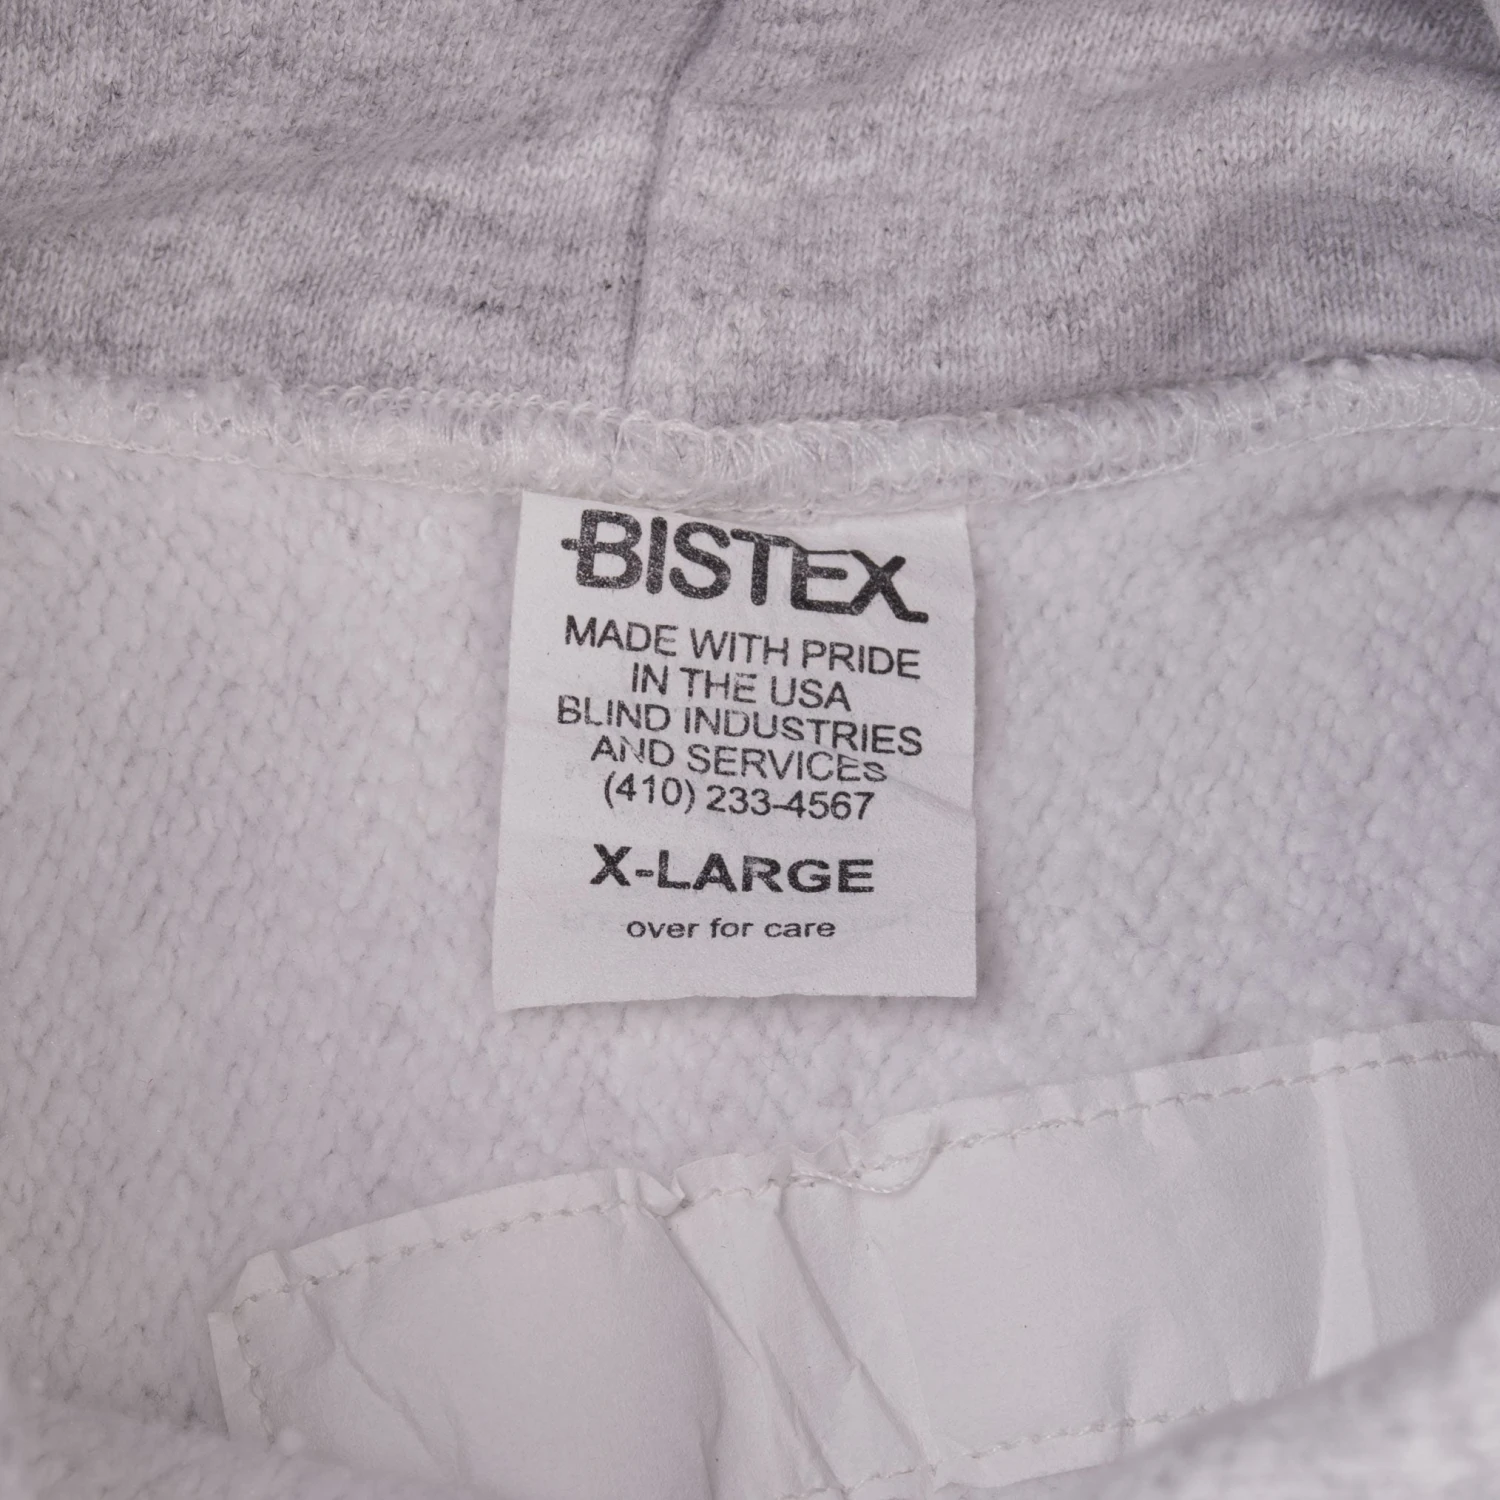 BISTEX
MADE WITH PRIDE
IN THE USA
BLIND INDUSTRIES
AND SERVICES
(410) 233-4567
X-LARGE
over for care